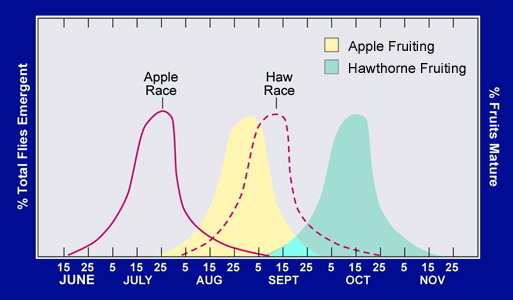 Apple Fruiting
Hawthorne Fruiting
Apple
Race
Haw
Race
% Total Flies Emergent
% Fruits Mature
15 25 5 15 25 5 15 25 5 15 25 5 15 25 5 15 25
JUNE JULY AUG SEPT OCT NOV